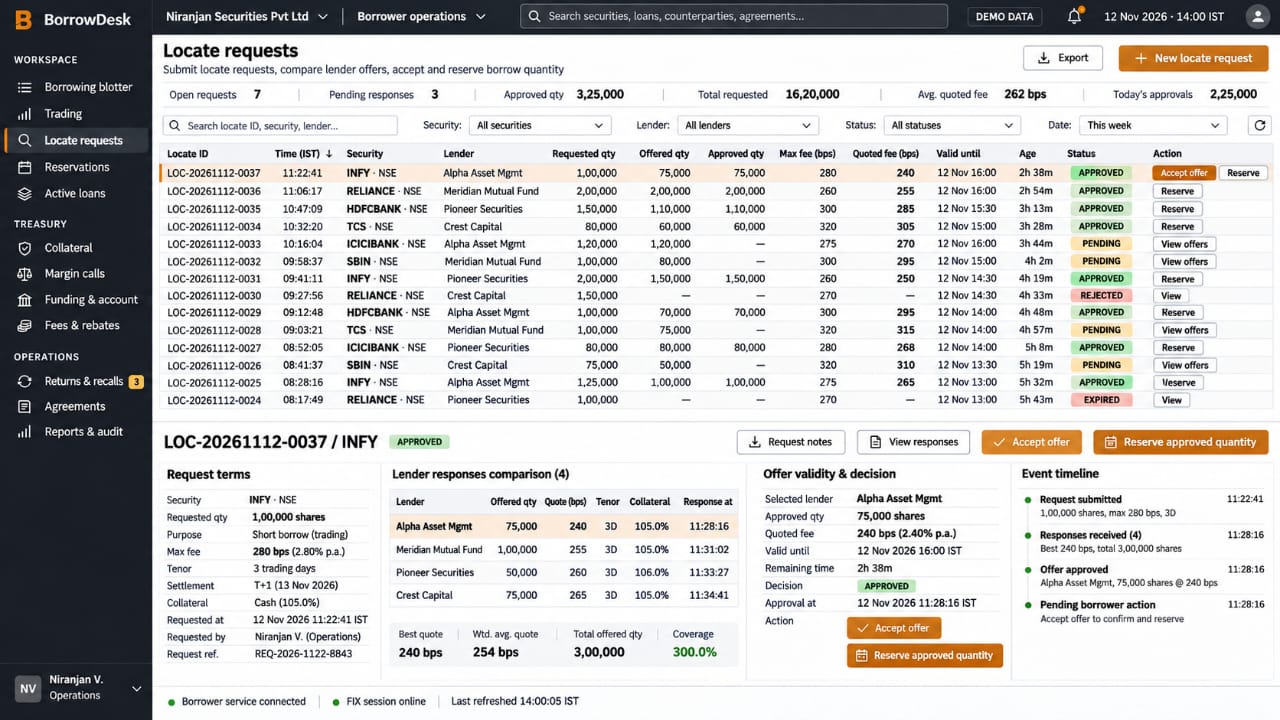 BorrowDesk
Niranjan Securities Pvt Ltd
Borrower operations
Search securities, loans, counterparties, agreements...
DEMO DATA
12 Nov 2026 · 14:00 IST
WORKSPACE
Borrowing blotter
Trading
Locate requests
Reservations
Active loans
TREASURY
Collateral
Margin calls
Funding & account
Fees & rebates
OPERATIONS
Returns & recalls 3
Agreements
Reports & audit
NV
Niranjan V.
Operations
Locate requests
Submit locate requests, compare lender offers, accept and reserve borrow quantity
Export
+ New locate request
Open requests 7
Pending responses 3
Approved qty 3,25,000
Total requested 16,20,000
Avg. quoted fee 262 bps
Today's approvals 2,25,000
Search locate ID, security, lender...
Security: All securities
Lender: All lenders
Status: All statuses
Date: This week
Locate ID Time (IST) ↓ Security Lender Requested qty Offered qty Approved qty Max fee (bps) Quoted fee (bps) Valid until Age Status Action
LOC-20261112-0037 11:22:41 INFY · NSE Alpha Asset Mgmt 1,00,000 75,000 75,000 280 240 12 Nov 16:00 2h 38m APPROVED Accept offer Reserve
LOC-20261112-0036 11:06:17 RELIANCE · NSE Meridian Mutual Fund 2,00,000 2,00,000 2,00,000 260 255 12 Nov 16:00 2h 54m APPROVED Reserve
LOC-20261112-0035 10:47:09 HDFCBANK · NSE Pioneer Securities 1,50,000 1,10,000 1,10,000 300 285 12 Nov 15:30 3h 13m APPROVED Reserve
LOC-20261112-0034 10:32:20 TCS · NSE Crest Capital 80,000 60,000 60,000 320 305 12 Nov 15:00 3h 28m APPROVED Reserve
LOC-20261112-0033 10:16:04 ICICIBANK · NSE Alpha Asset Mgmt 1,20,000 1,20,000 — 275 270 12 Nov 16:00 3h 44m PENDING View offers
LOC-20261112-0032 09:58:37 SBIN · NSE Meridian Mutual Fund 1,00,000 80,000 — 300 295 12 Nov 15:00 4h 2m PENDING View offers
LOC-20261112-0031 09:41:11 INFY · NSE Pioneer Securities 2,00,000 1,50,000 1,50,000 260 250 12 Nov 14:30 4h 19m APPROVED Reserve
LOC-20261112-0030 09:27:56 RELIANCE · NSE Crest Capital 1,50,000 — — 270 — 12 Nov 14:30 4h 33m REJECTED View
LOC-20261112-0029 09:12:48 HDFCBANK · NSE Alpha Asset Mgmt 1,00,000 70,000 70,000 300 295 12 Nov 14:00 4h 48m APPROVED Reserve
LOC-20261112-0028 09:03:21 TCS · NSE Meridian Mutual Fund 1,00,000 75,000 — 320 315 12 Nov 14:00 4h 57m PENDING View offers
LOC-20261112-0027 08:52:05 ICICIBANK · NSE Pioneer Securities 80,000 80,000 80,000 280 268 12 Nov 14:00 5h 8m APPROVED Reserve
LOC-20261112-0026 08:41:37 SBIN · NSE Crest Capital 75,000 50,000 — 320 310 12 Nov 13:30 5h 19m PENDING View offers
LOC-20261112-0025 08:28:16 INFY · NSE Alpha Asset Mgmt 1,25,000 1,00,000 1,00,000 275 265 12 Nov 13:00 5h 32m APPROVED
LOC-20261112-0024 08:17:49 RELIANCE · NSE Pioneer Securities 1,00,000 — — 270 — 12 Nov 13:00 5h 43m EXPIRED View
LOC-20261112-0037 / INFY APPROVED
Request notes
View responses
Accept offer
Reserve approved quantity
Request terms
Security INFY · NSE
Requested qty 1,00,000 shares
Purpose Short borrow (trading)
Max fee 280 bps (2.80% p.a.)
Tenor 3 trading days
Settlement T+1 (13 Nov 2026)
Collateral Cash (105.0%)
Requested at 12 Nov 2026 11:22:41 IST
Requested by Niranjan V. (Operations)
Request ref. REQ-2026-1122-8843
Lender responses comparison (4)
Lender Offered qty Quote (bps) Tenor Collateral Response at
Alpha Asset Mgmt 75,000 240 3D 105.0% 11:28:16
Meridian Mutual Fund 1,00,000 255 3D 105.0% 11:31:02
Pioneer Securities 50,000 260 3D 106.0% 11:33:27
Crest Capital 75,000 265 3D 105.0% 11:34:41
Best quote Wtd. avg. quote Total offered qty Coverage
240 bps 254 bps 3,00,000 300.0%
Offer validity & decision
Selected lender Alpha Asset Mgmt
Approved qty 75,000 shares
Quoted fee 240 bps (2.40% p.a.)
Valid until 12 Nov 2026 16:00 IST
Remaining time 2h 38m
Decision APPROVED
Approval at 12 Nov 2026 11:28:16 IST
Action
Accept offer
Reserve approved quantity
Event timeline
Request submitted 11:22:41
1,00,000 shares, max 280 bps, 3D
Responses received (4) 11:28:16
Best 240 bps, total 3,00,000 shares
Offer approved 11:28:16
Alpha Asset Mgmt, 75,000 shares @ 240 bps
Pending borrower action 11:28:16
Accept offer to confirm and reserve
Borrower service connected
FIX session online
Last refreshed 14:00:05 IST